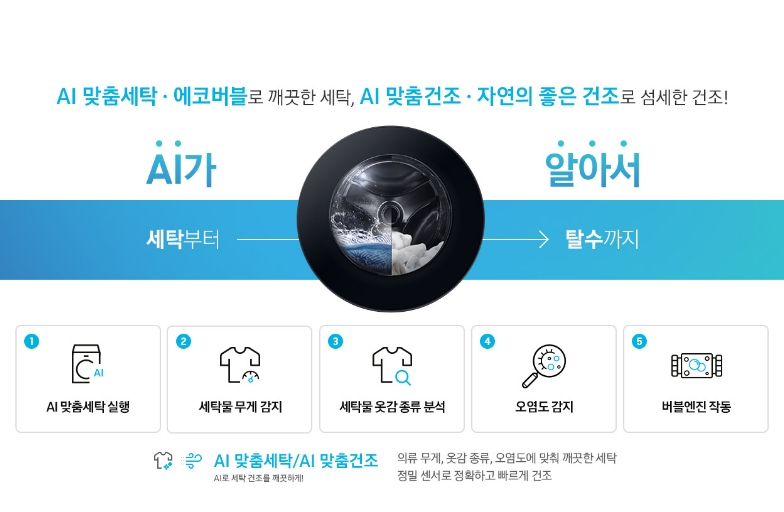 AI 맞춤세탁 · 에코버블로 깨끗한 세탁, AI 맞춤건조 · 자연의 좋은 건조로 섬세한 건조!
AI가 알아서
세탁부터 탈수까지
1 2 3 4 5
AI
AI 맞춤세탁 실행 세탁물 무게 감지 세탁물 옷감 종류 분석 오염도 감지 버블엔진 작동
AI 맞춤세탁/AI 맞춤건조
AI로 세탁 건조를 깨끗하게!
의류 무게, 옷감 종류, 오염도에 맞춰 깨끗한 세탁
정밀 센서로 정확하고 빠르게 건조